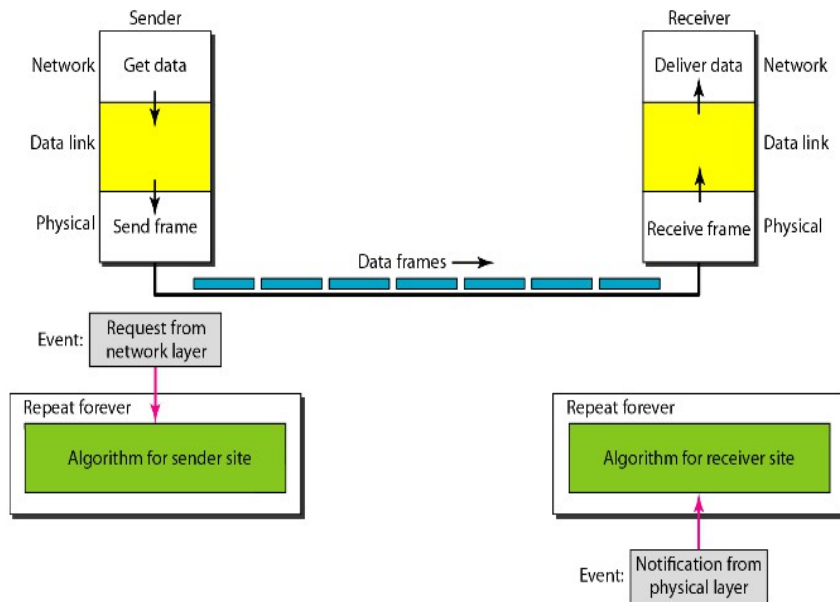 Sender
Receiver
Network
Get data
Deliver data
Network
Data link
Data link
Physical
Send frame
Receive frame
Physical
Data frames
Event:
Request from
network layer
Repeat forever
Algorithm for sender site
Repeat forever
Algorithm for receiver site
Event:
Notification from
physical layer